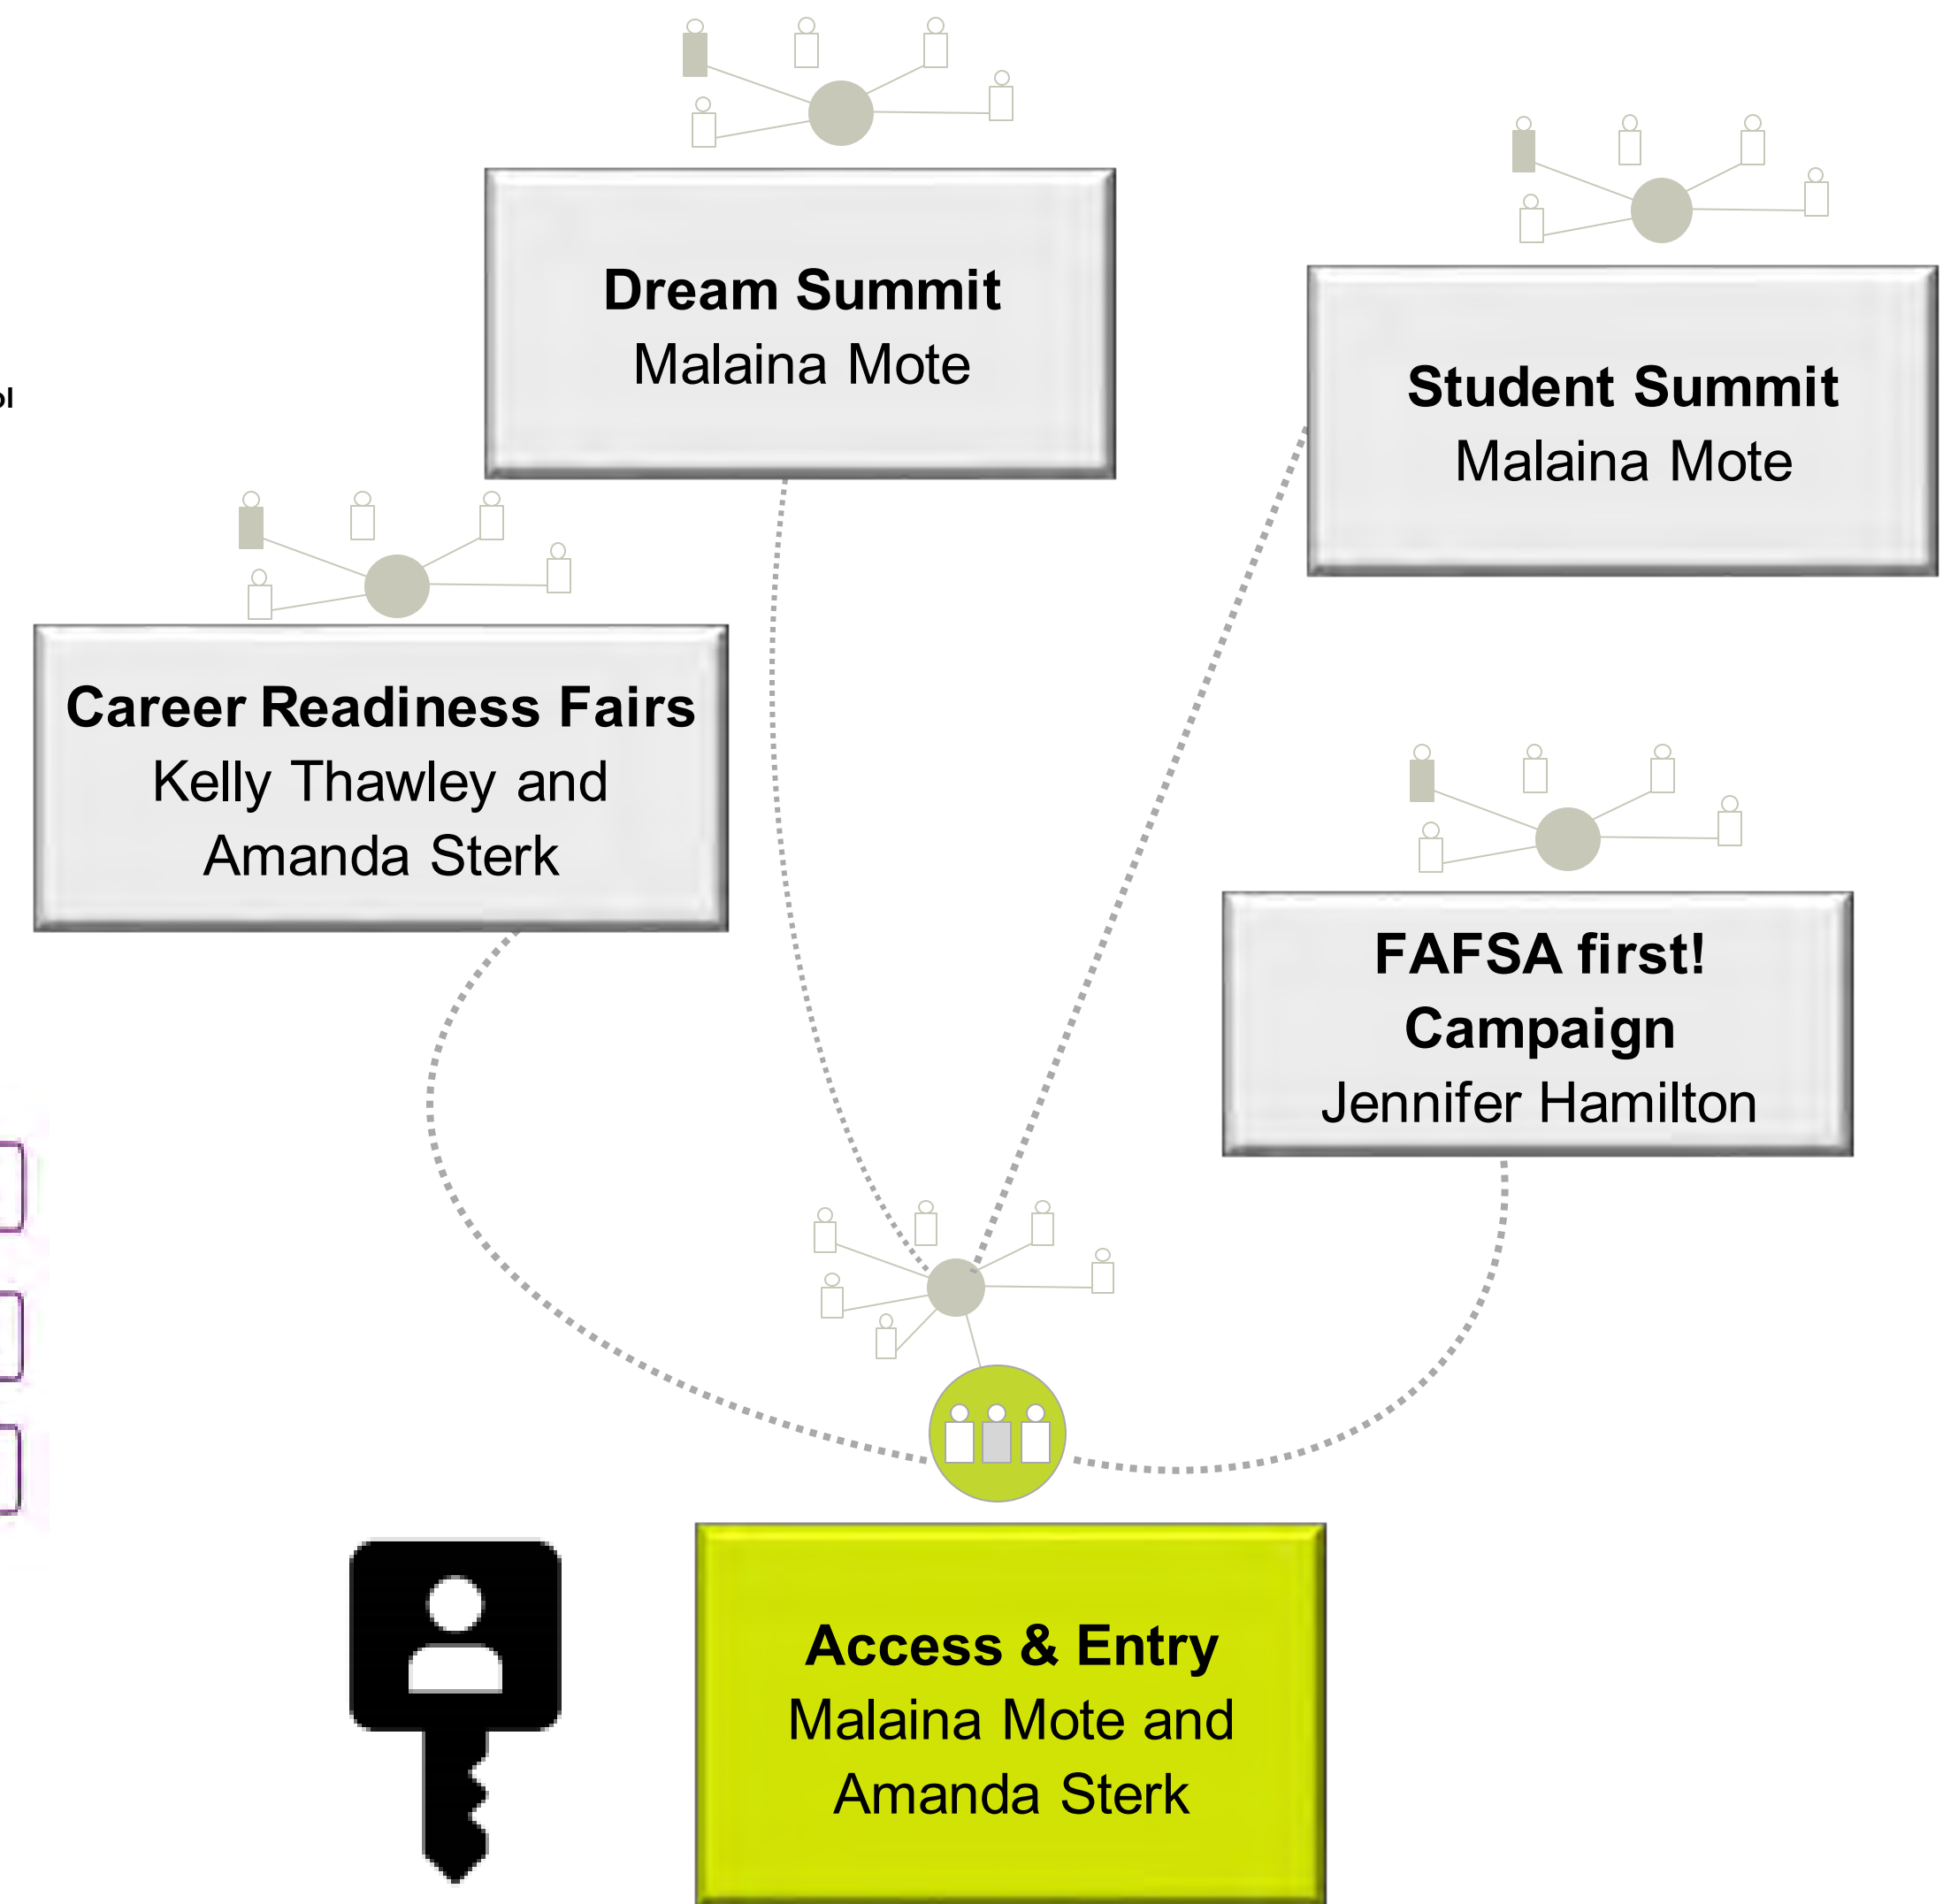 Dream Summit
Malaina Mote
Student Summit
Malaina Mote
Career Readiness Fairs
Kelly Thawley and
Amanda Sterk
FAFSA first!
Campaign
Jennifer Hamilton
Access & Entry
Malaina Mote and
Amanda Sterk